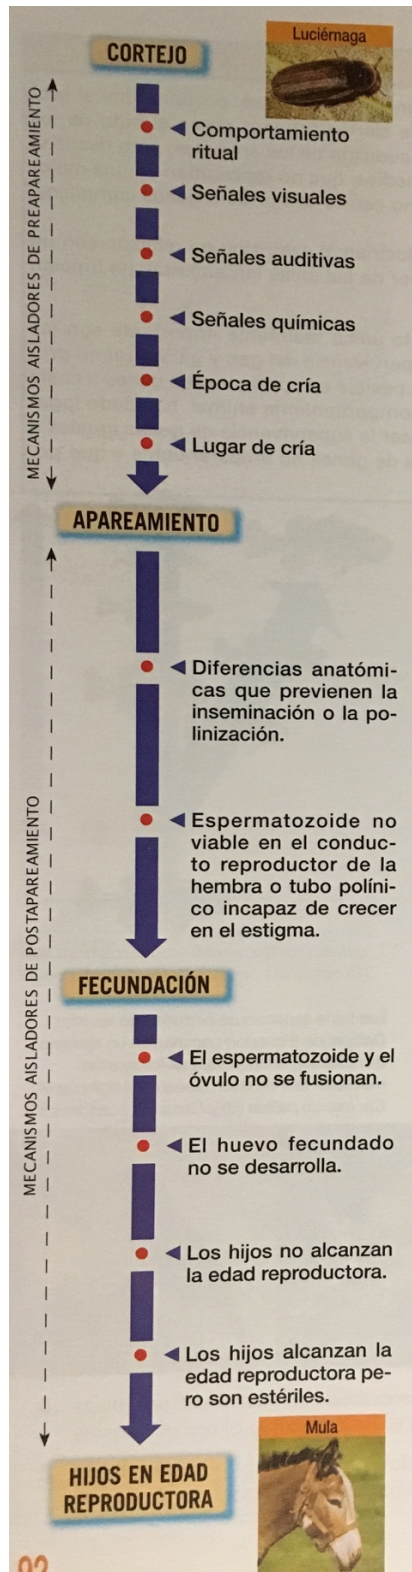 Luciérnaga
CORTEJO
MECANISMOS AISLADORES DE PREAPAREAMIENTO
Comportamiento
ritual
Señales visuales
Señales auditivas
Señales químicas
Época de cría
Lugar de cría
APAREAMIENTO
MECANISMOS AISLADORES DE POSTAPAREAMIENTO
Diferencias anatómi-
cas que previenen la
inseminación o la po-
linización.
Espermatozoide no
viable en el conduc-
to reproductor de la
hembra o tubo políni-
co incapaz de crecer
en el estigma.
FECUNDACIÓN
El espermatozoide y el
óvulo no se fusionan.
El huevo fecundado
no se desarrolla.
Los hijos no alcanzan
la edad reproductora.
Los hijos alcanzan la
edad reproductora pe-
ro son estériles.
Mula
HIJOS EN EDAD
REPRODUCTORA